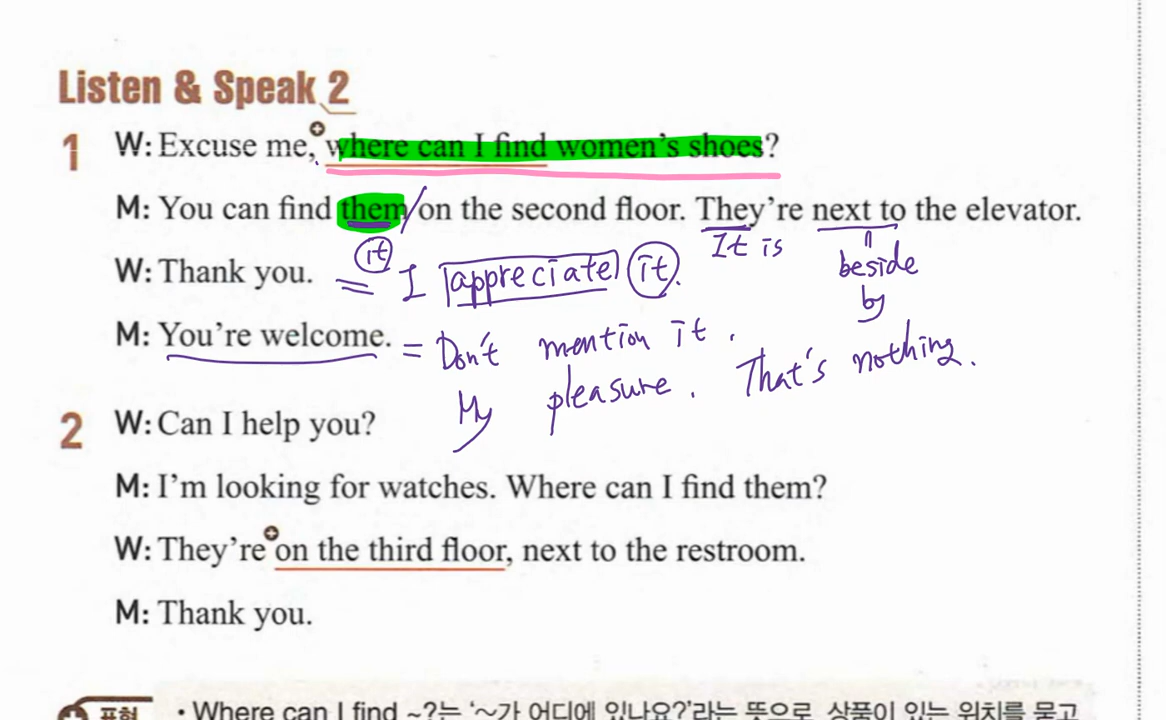 Listen & Speak 2
1 W: Excuse me, where can I find women's shoes?
M: You can find them/on the second floor. They're next to the elevator.
it
It is
beside
by
W: Thank you. = I appreciate it.
M: You're welcome. = Don't mention it.
My pleasure. That's nothing.
2 W: Can I help you?
M: I'm looking for watches. Where can I find them?
W: They're on the third floor, next to the restroom.
M: Thank you.
표현 • Where can I find ~?는 '~가 어디에 있나요?'라는 뜻으로, 상품이 있는 위치를 묻고